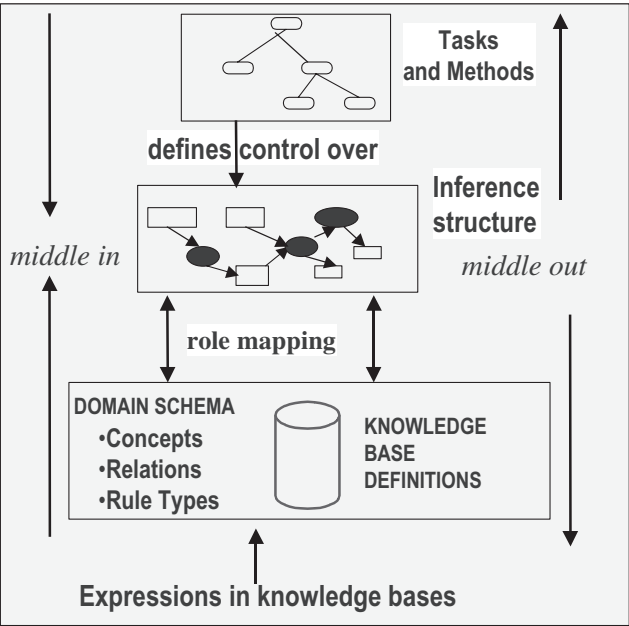 Tasks
and Methods
defines control over
Inference
structure
middle in
middle out
role mapping
DOMAIN SCHEMA
•Concepts
•Relations
•Rule Types
KNOWLEDGE
BASE
DEFINITIONS
Expressions in knowledge bases